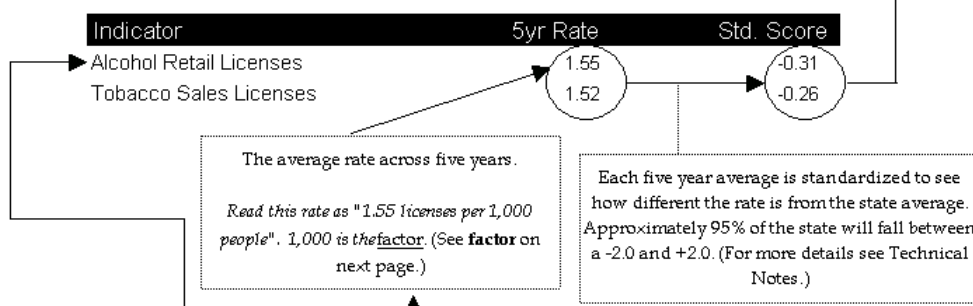 Indicator 5yr Rate Std. Score
Alcohol Retail Licenses 1.55 -0.31
Tobacco Sales Licenses 1.52 -0.26
The average rate across five years.
Read this rate as "1.55 licenses per 1,000
people". 1,000 is the factor. (See factor on
next page.)
Each five year average is standardized to see
how different the rate is from the state average.
Approximately 95% of the state will fall between
a -2.0 and +2.0. (For more details see Technical
Notes.)